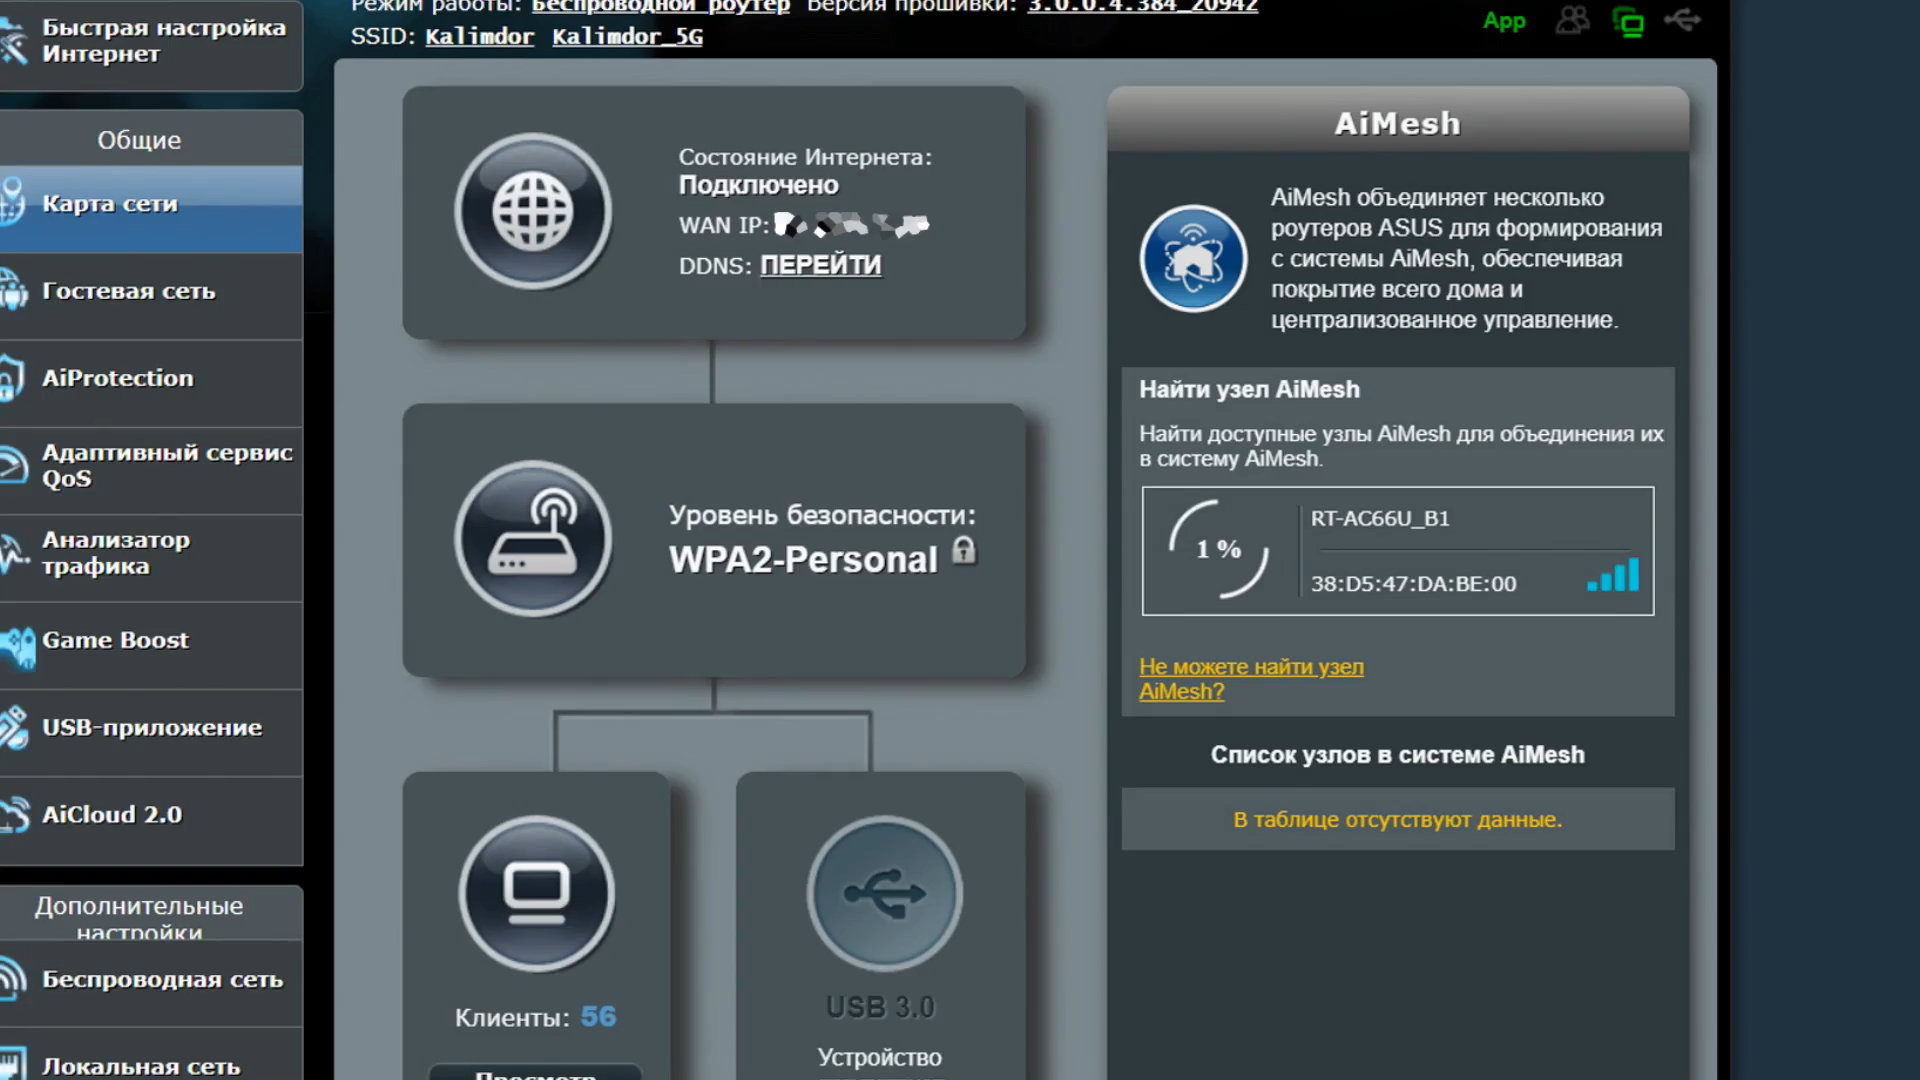 Режим работы: Беспроводной роутер Версия прошивки: 3.0.0.4.384_20942
SSID: Kalimdor Kalimdor_5G
App
Быстрая настройка
Интернет
Общие
Карта сети
Гостевая сеть
AiProtection
Адаптивный сервис
QoS
Анализатор
трафика
Game Boost
USB-приложение
AiCloud 2.0
Дополнительные
настройки
Беспроводная сеть
Локальная сеть
Состояние Интернета:
Подключено
WAN IP:
DDNS: ПЕРЕЙТИ
Уровень безопасности:
WPA2-Personal
Клиенты: 56
Просмотр
USB 3.0
Устройство
AiMesh
AiMesh объединяет несколько
роутеров ASUS для формирования
с системы AiMesh, обеспечивая
покрытие всего дома и
централизованное управление.
Найти узел AiMesh
Найти доступные узлы AiMesh для объединения их
в систему AiMesh.
1 %
RT-AC66U_B1
38:D5:47:DA:BE:00
Не можете найти узел
AiMesh?
Список узлов в системе AiMesh
В таблице отсутствуют данные.